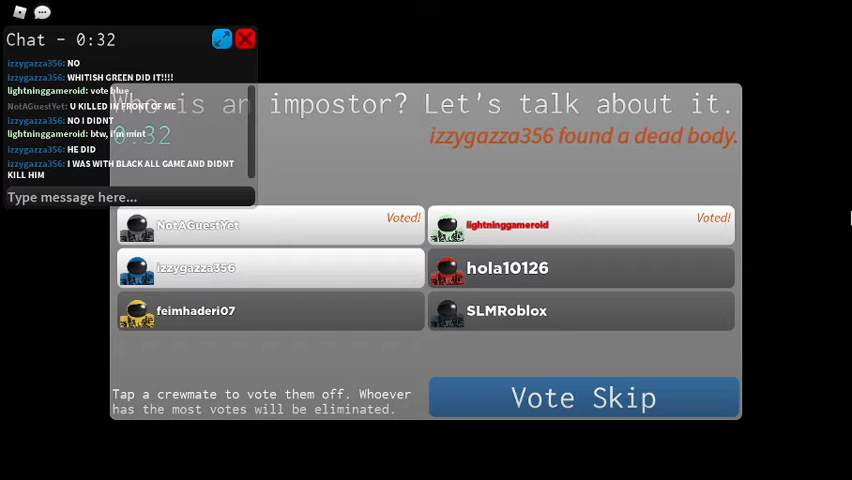 Chat - 0:32
izzygazza356: NO
izzygazza356: WHITISH GREEN DID IT!!!!
lightninggameroid: vote blue
NotAGuestYet: U KILLED IN FRONT OF ME
izzygazza356: NO I DIDNT
lightninggameroid: btw, I'm mint
izzygazza356: HE DID
izzygazza356: I WAS WITH BLACK ALL GAME AND DIDNT
KILL HIM
Type message here...
Who is an impostor? Let's talk about it.
0:32
izzygazza356 found a dead body.
NotAGuestYet
Voted!
lightninggameroid
Voted!
izzygazza356
hola10126
feimhaderi07
SLMRoblox
Tap a crewmate to vote them off. Whoever
has the most votes will be eliminated.
Vote Skip